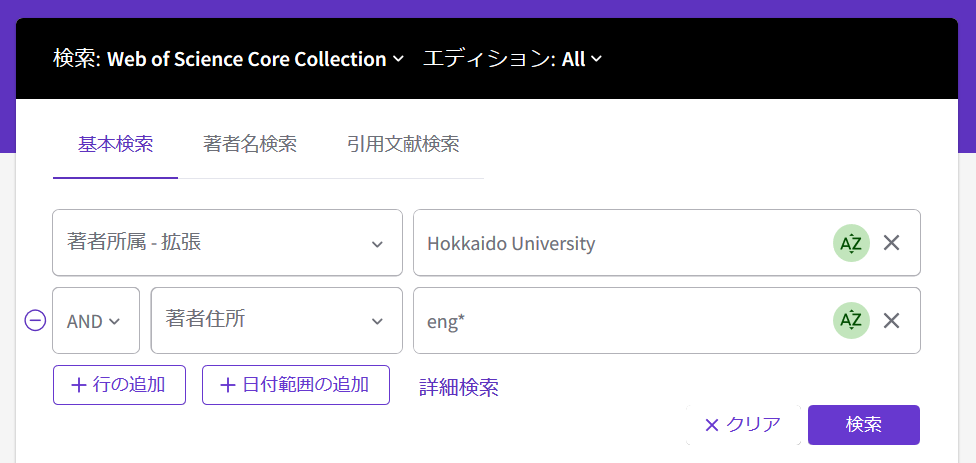 検索: Web of Science Core Collection エディション: All
基本検索 著者名検索 引用文献検索
著者所属 - 拡張 Hokkaido University AZ
AND 著者住所 eng* AZ
+ 行の追加 + 日付範囲の追加 詳細検索
× クリア 検索